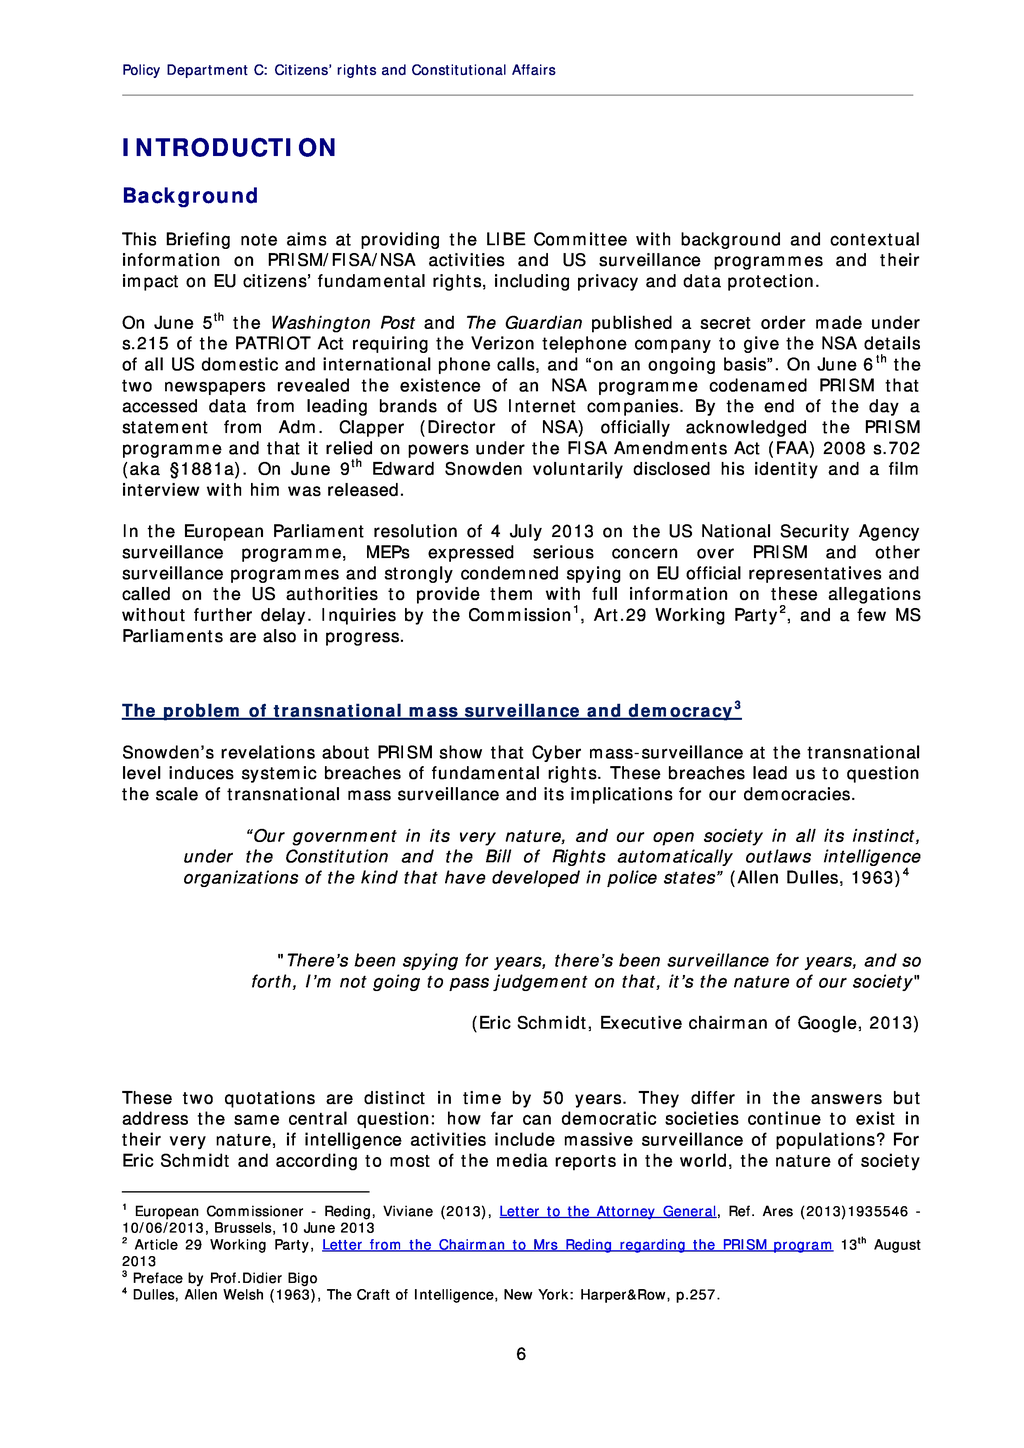 Policy Department C: Citizens’ rights and Constitutional Affairs
INTRODUCTION
Background
This Briefing note aims at providing the LIBE Committee with background and contextual
information on PRISM/FISA/NSA activities and US surveillance programmes and their
impact on EU citizens’ fundamental rights, including privacy and data protection.
On June 5th the Washington Post and The Guardian published a secret order made under
s.215 of the PATRIOT Act requiring the Verizon telephone company to give the NSA details
of all US domestic and international phone calls, and “on an ongoing basis”. On June 6th the
two newspapers revealed the existence of an NSA programme codenamed PRISM that
accessed data from leading brands of US Internet companies. By the end of the day a
statement from Adm. Clapper (Director of NSA) officially acknowledged the PRISM
programme and that it relied on powers under the FISA Amendments Act (FAA) 2008 s.702
(aka §1881a). On June 9th Edward Snowden voluntarily disclosed his identity and a film
interview with him was released.
In the European Parliament resolution of 4 July 2013 on the US National Security Agency
surveillance programme, MEPs expressed serious concern over PRISM and other
surveillance programmes and strongly condemned spying on EU official representatives and
called on the US authorities to provide them with full information on these allegations
without further delay. Inquiries by the Commission1, Art.29 Working Party2, and a few MS
Parliaments are also in progress.
The problem of transnational mass surveillance and democracy3
Snowden’s revelations about PRISM show that Cyber mass-surveillance at the transnational
level induces systemic breaches of fundamental rights. These breaches lead us to question
the scale of transnational mass surveillance and its implications for our democracies.
“Our government in its very nature, and our open society in all its instinct,
under the Constitution and the Bill of Rights automatically outlaws intelligence
organizations of the kind that have developed in police states” (Allen Dulles, 1963)4
"There’s been spying for years, there’s been surveillance for years, and so
forth, I’m not going to pass judgement on that, it’s the nature of our society"
(Eric Schmidt, Executive chairman of Google, 2013)
These two quotations are distinct in time by 50 years. They differ in the answers but
address the same central question: how far can democratic societies continue to exist in
their very nature, if intelligence activities include massive surveillance of populations? For
Eric Schmidt and according to most of the media reports in the world, the nature of society
1 European Commissioner - Reding, Viviane (2013), Letter to the Attorney General, Ref. Ares (2013)1935546 -
10/06/2013, Brussels, 10 June 2013
2 Article 29 Working Party, Letter from the Chairman to Mrs Reding regarding the PRISM program 13th August
2013
3 Preface by Prof.Didier Bigo
4 Dulles, Allen Welsh (1963), The Craft of Intelligence, New York: Harper&Row, p.257.
6